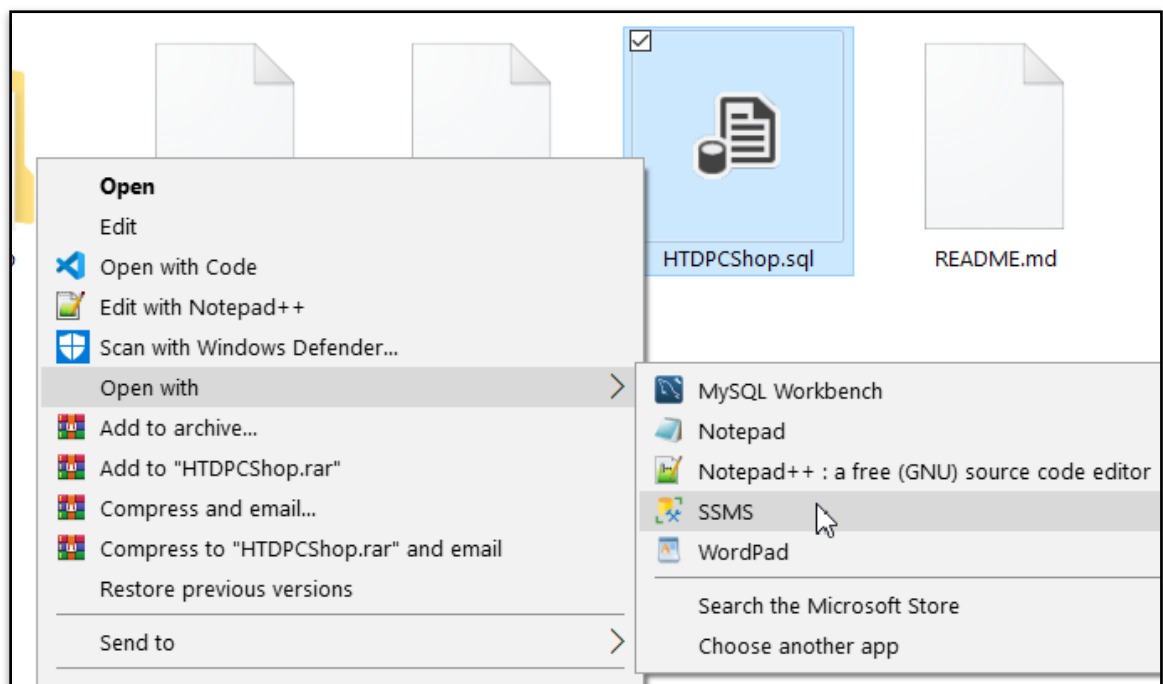 HTDPCShop.sql
README.md
Open
Edit
Open with Code
Edit with Notepad++
Scan with Windows Defender...
Open with
Add to archive...
Add to "HTDPCShop.rar"
Compress and email...
Compress to "HTDPCShop.rar" and email
Restore previous versions
Send to
MySQL Workbench
Notepad
Notepad++ : a free (GNU) source code editor
SSMS
WordPad
Search the Microsoft Store
Choose another app